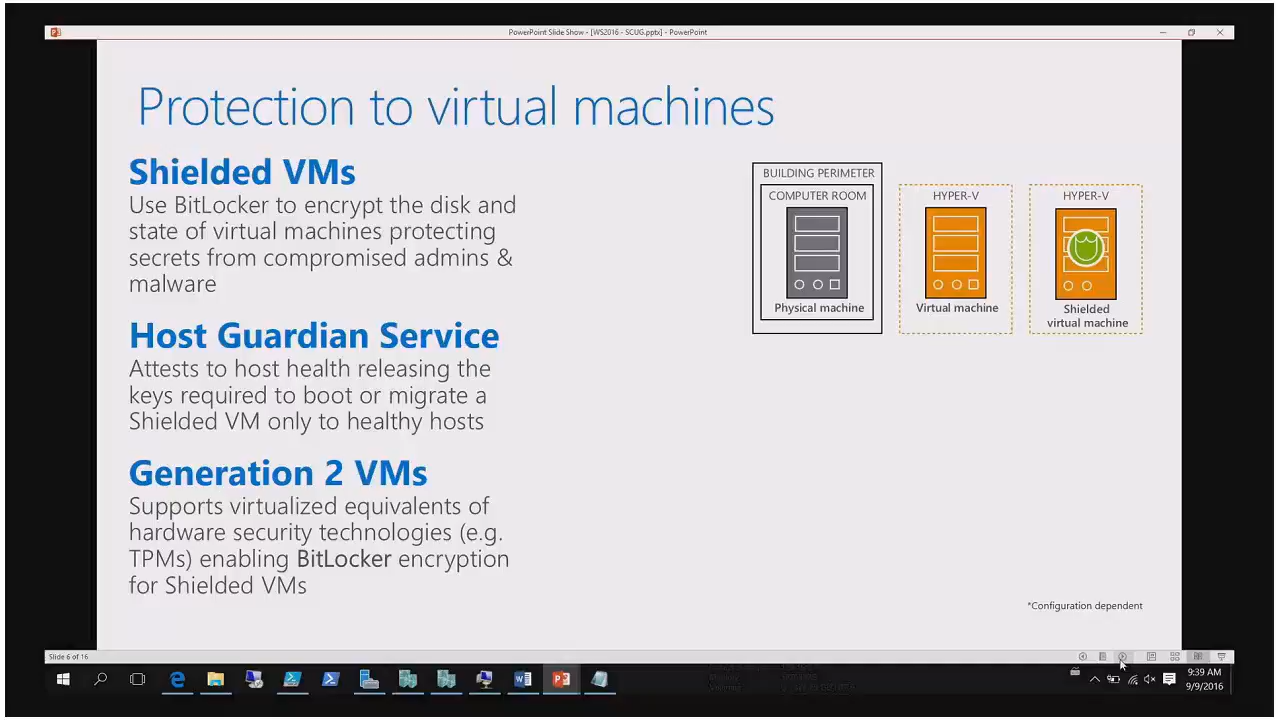 PowerPoint Slide Show - [WS2016 - SCUG.pptx] - PowerPoint
Protection to virtual machines
Shielded VMs
Use BitLocker to encrypt the disk and
state of virtual machines protecting
secrets from compromised admins &
malware
Host Guardian Service
Attests to host health releasing the
keys required to boot or migrate a
Shielded VM only to healthy hosts
Generation 2 VMs
Supports virtualized equivalents of
hardware security technologies (e.g.
TPMs) enabling BitLocker encryption
for Shielded VMs
BUILDING PERIMETER
COMPUTER ROOM
Physical machine
HYPER-V
Virtual machine
HYPER-V
Shielded
virtual machine
*Configuration dependent
Slide 6 of 16
9:39 AM
9/9/2016